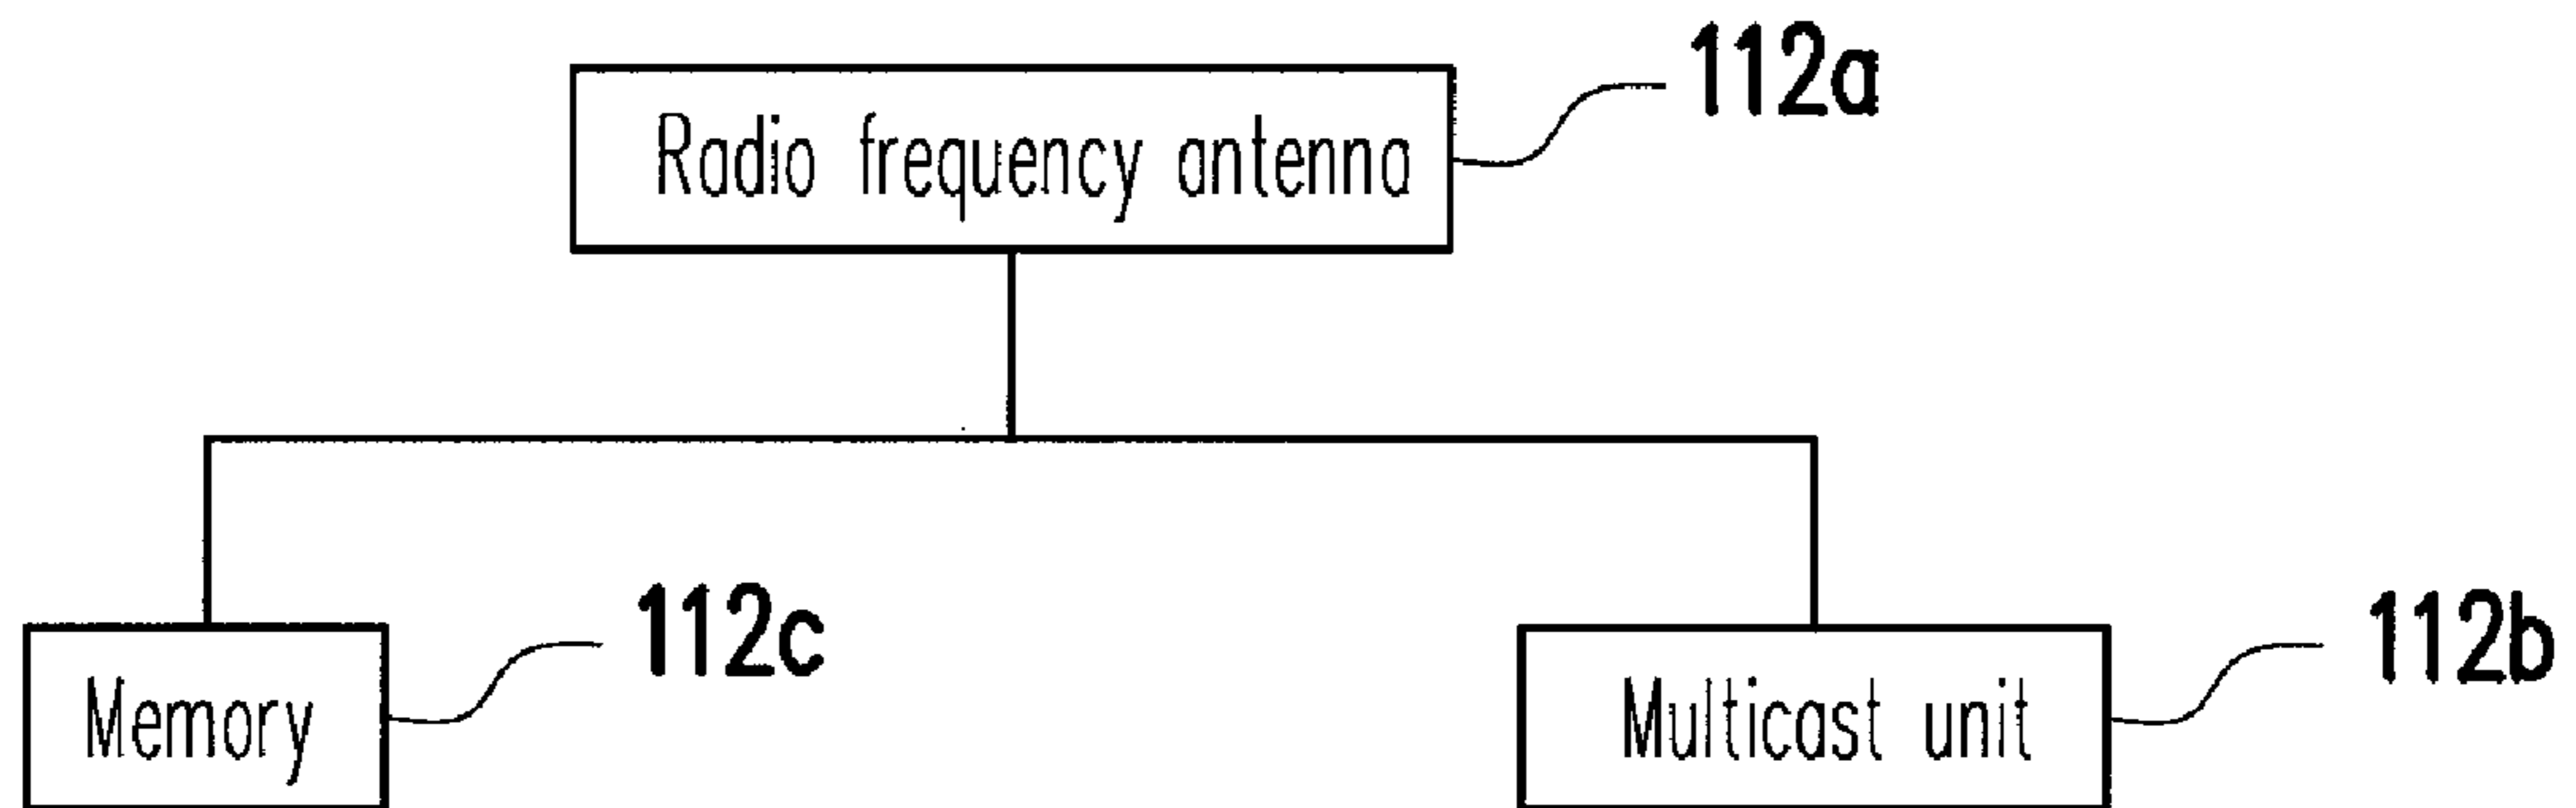 112a
Radio frequency antenna
112c
Memory
112b
Multicast unit